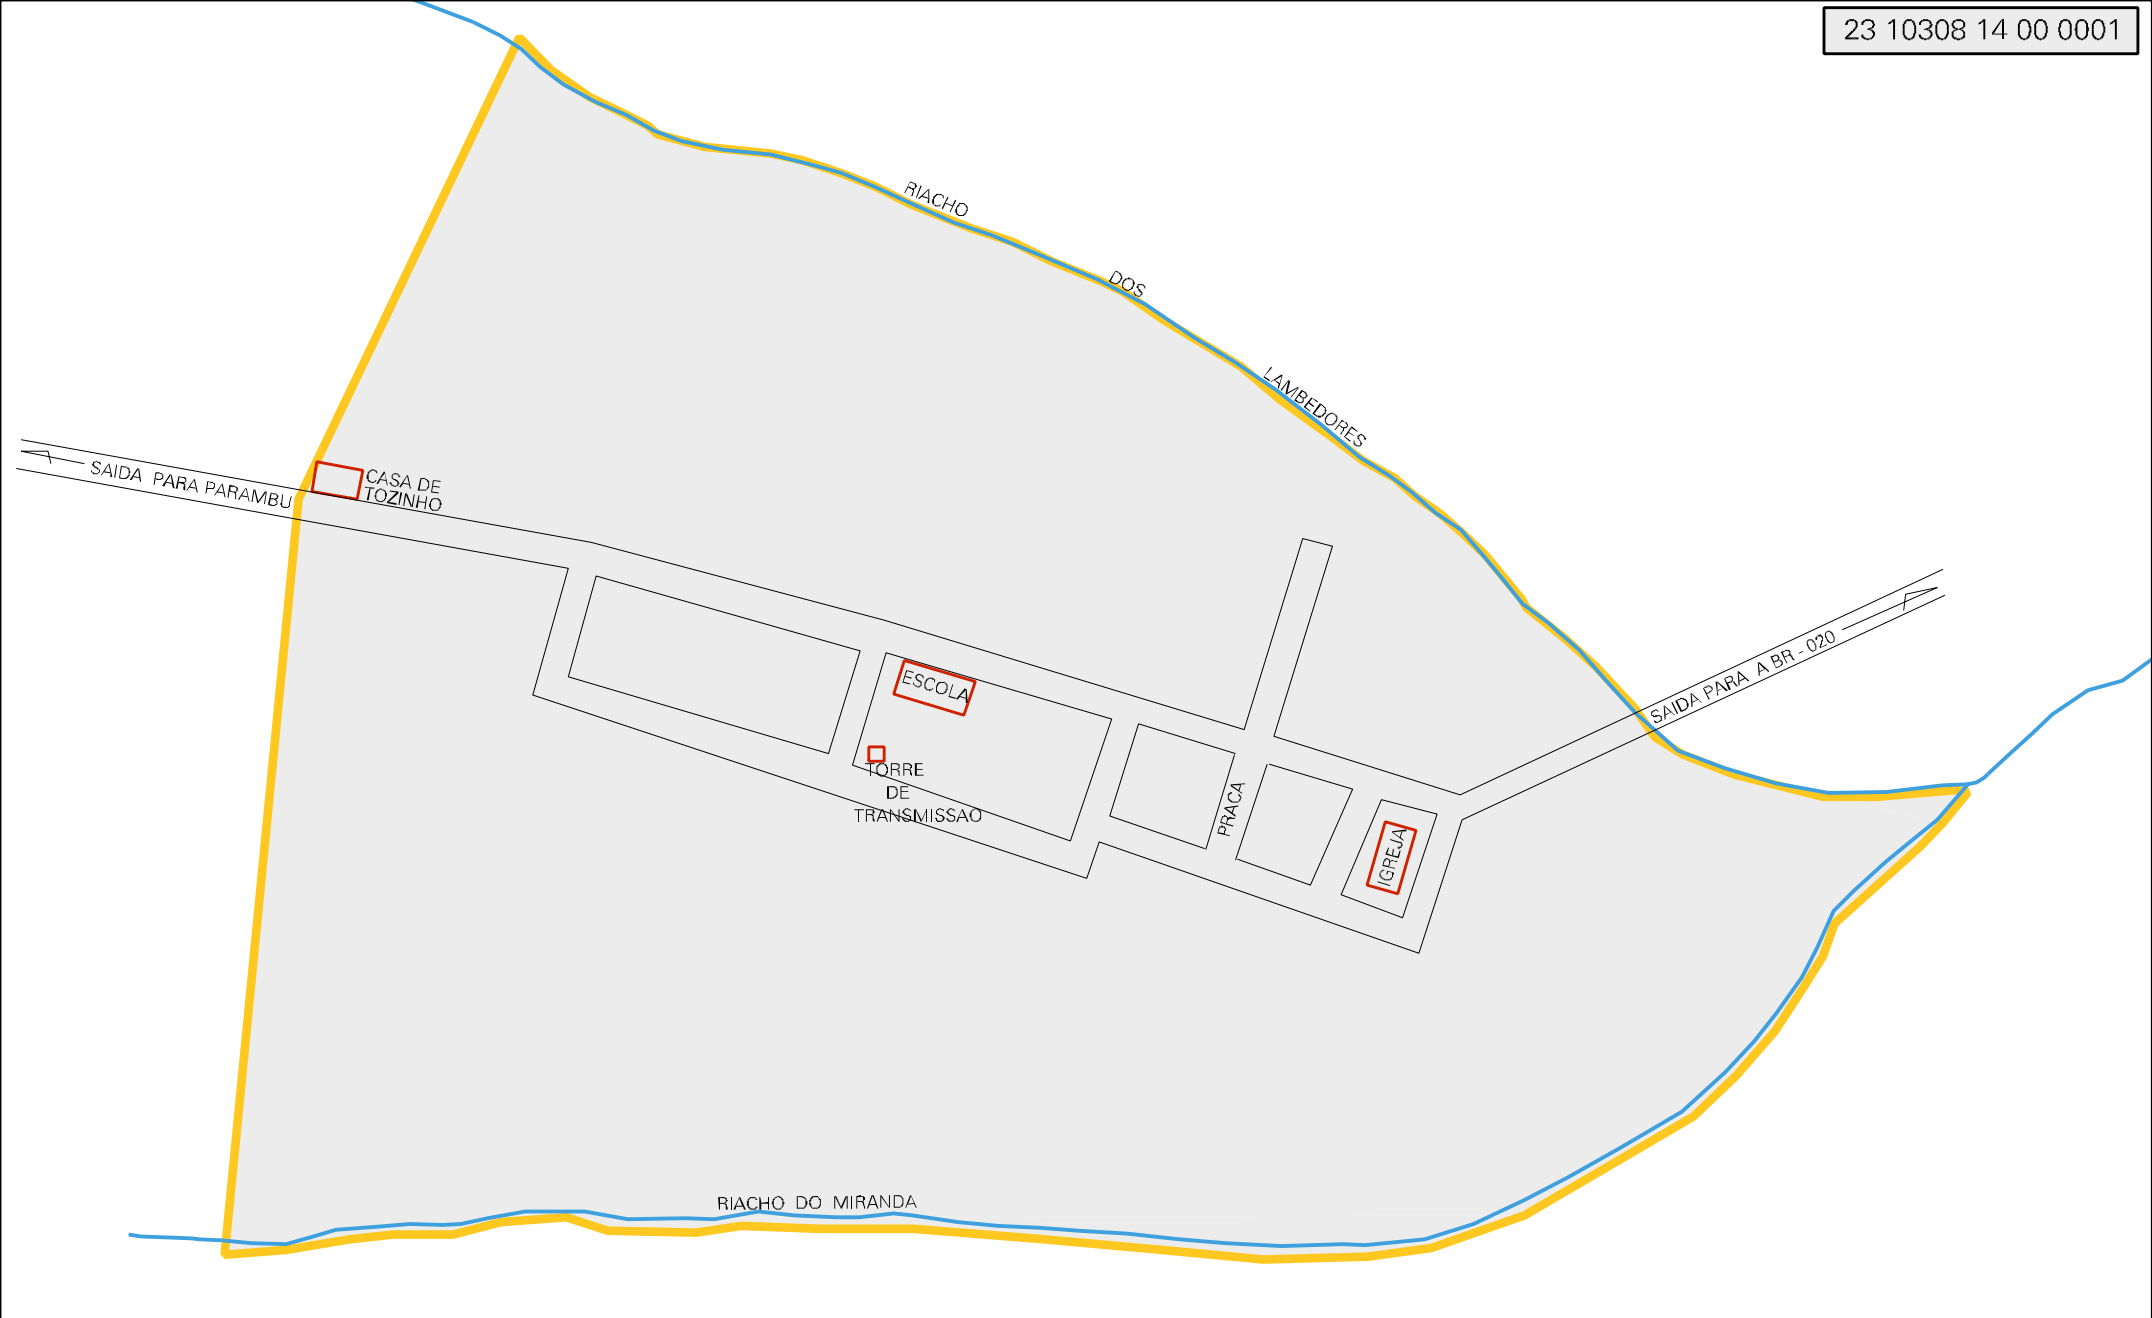 23 10308 14 00 0001
RIACHO DOS LAMBEDORES
SAIDA PARA PARAMBU
CASA DE
TOZINHO
SAIDA PARA A BR - 020
ESCOLA
TORRE
DE
TRANSMISSAO
PRACA
IGREJA
RIACHO DO MIRANDA